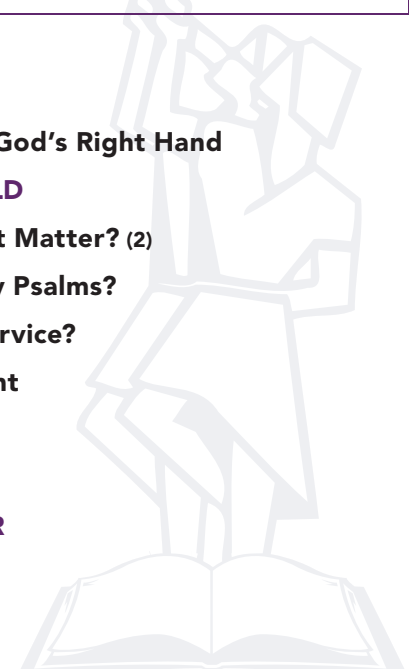 God’s Right Hand
LD
t Matter? (2)
y Psalms?
rvice?
nt
R